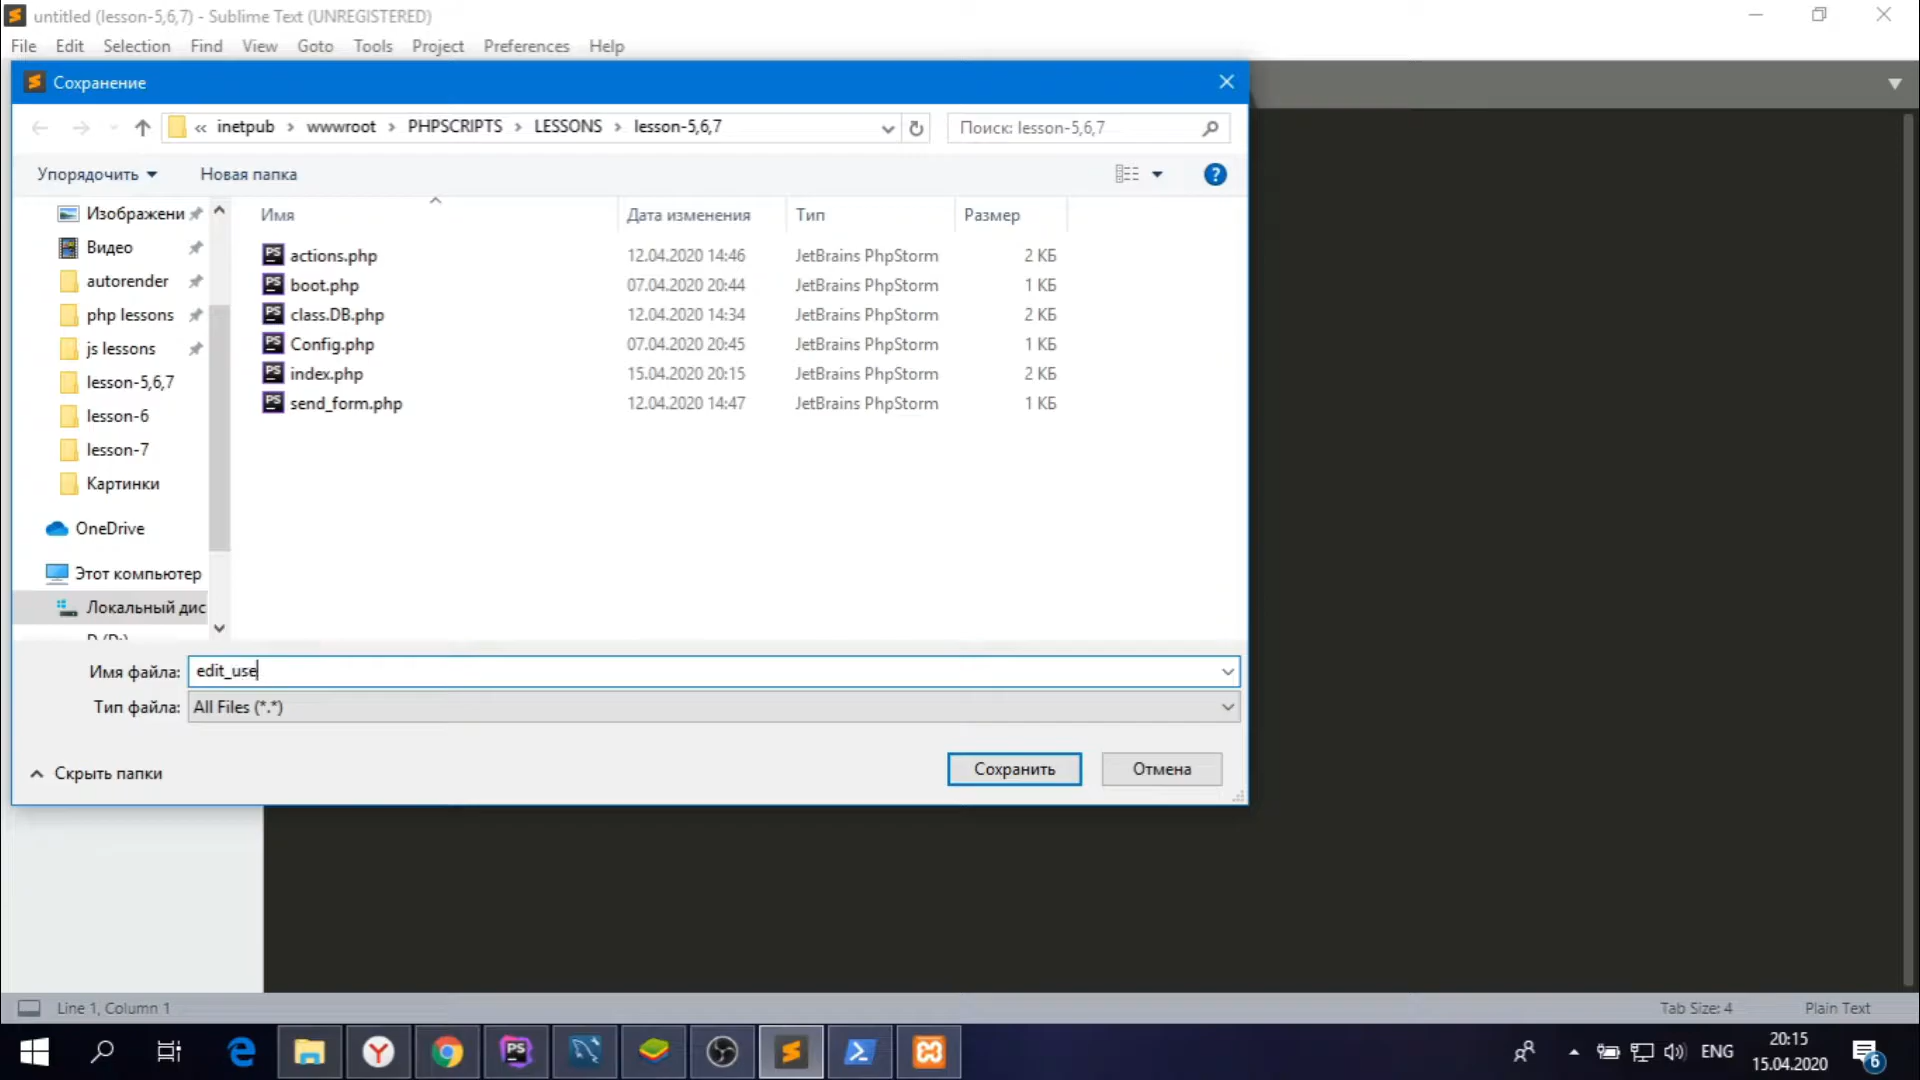 untitled (lesson-5,6,7) - Sublime Text (UNREGISTERED)
File Edit Selection Find View Goto Tools Project Preferences Help
Сохранение
« inetpub › wwwroot › PHPSCRIPTS › LESSONS › lesson-5,6,7
Поиск: lesson-5,6,7
Упорядочить Новая папка
Имя Дата изменения Тип Размер
actions.php 12.04.2020 14:46 JetBrains PhpStorm 2 КБ
boot.php 07.04.2020 20:44 JetBrains PhpStorm 1 КБ
class.DB.php 12.04.2020 14:34 JetBrains PhpStorm 2 КБ
Config.php 07.04.2020 20:45 JetBrains PhpStorm 1 КБ
index.php 15.04.2020 20:15 JetBrains PhpStorm 2 КБ
send_form.php 12.04.2020 14:47 JetBrains PhpStorm 1 КБ
Изображени
Видео
autorender
php lessons
js lessons
lesson-5,6,7
lesson-6
lesson-7
Картинки
OneDrive
Этот компьютер
Локальный дис
Имя файла: edit_use
Тип файла: All Files (*.*)
Скрыть папки
Сохранить Отмена
Line 1, Column 1
Tab Size: 4 Plain Text
ENG
20:15
15.04.2020
6